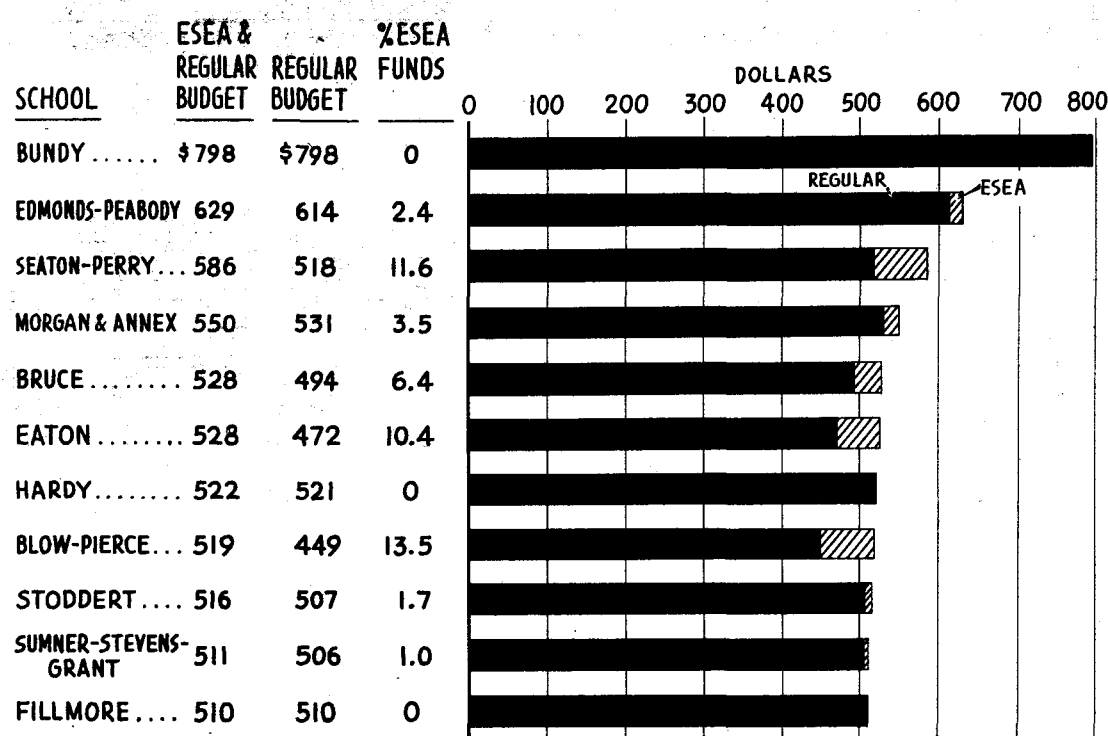 ESEA & REGULAR BUDGET
REGULAR BUDGET
%ESEA FUNDS
SCHOOL
DOLLARS
0 100 200 300 400 500 600 700 800
BUNDY ...... $798 $798 0
REGULAR ESEA
EDMONDS-PEABODY 629 614 2.4
SEATON-PERRY... 586 518 11.6
MORGAN & ANNEX 550 531 3.5
BRUCE ........ 528 494 6.4
EATON ........ 528 472 10.4
HARDY ........ 522 521 0
BLOW-PIERCE... 519 449 13.5
STODDERT .... 516 507 1.7
SUMNER-STEVENS-
GRANT 511 506 1.0
FILLMORE .... 510 510 0